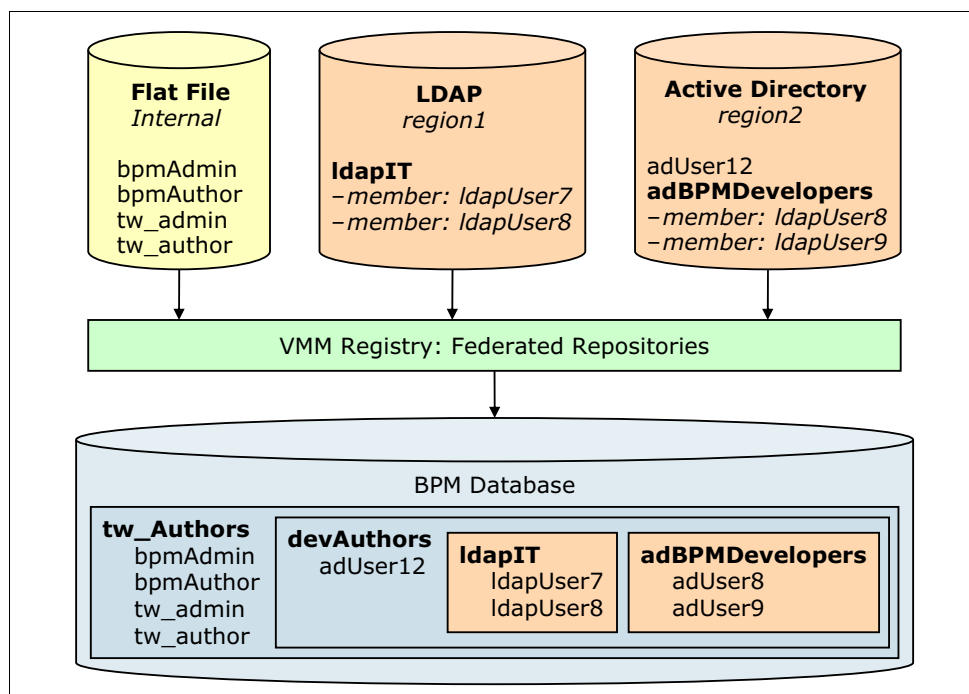 Flat File
Internal
bpmAdmin
bpmAuthor
tw_admin
tw_author
LDAP
region1
ldapIT
–member: ldapUser7
–member: ldapUser8
Active Directory
region2
adUser12
adBPMDevelopers
–member: ldapUser8
–member: ldapUser9
VMM Registry: Federated Repositories
BPM Database
tw_Authors
bpmAdmin
bpmAuthor
tw_admin
tw_author
devAuthors
adUser12
ldapIT
ldapUser7
ldapUser8
adBPMDevelopers
adUser8
adUser9